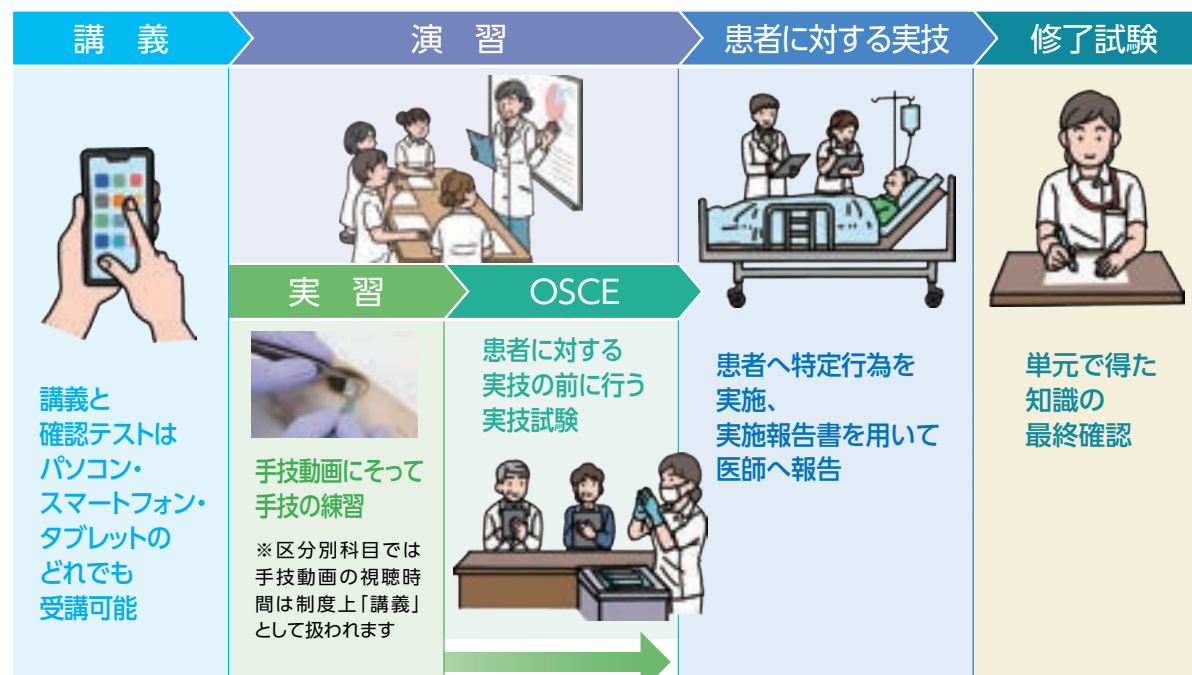 講 義
演 習
患者に対する実技
修了試験
講義と
確認テストは
パソコン・
スマートフォン・
タブレットの
どれでも
受講可能
実 習
手技動画にそって
手技の練習
※区分別科目では
手技動画の視聴時
間は制度上「講義」
として扱われます
OSCE
患者に対する
実技の前に行う
実技試験
患者へ特定行為を
実施、
実施報告書を用いて
医師へ報告
単元で得た
知識の
最終確認